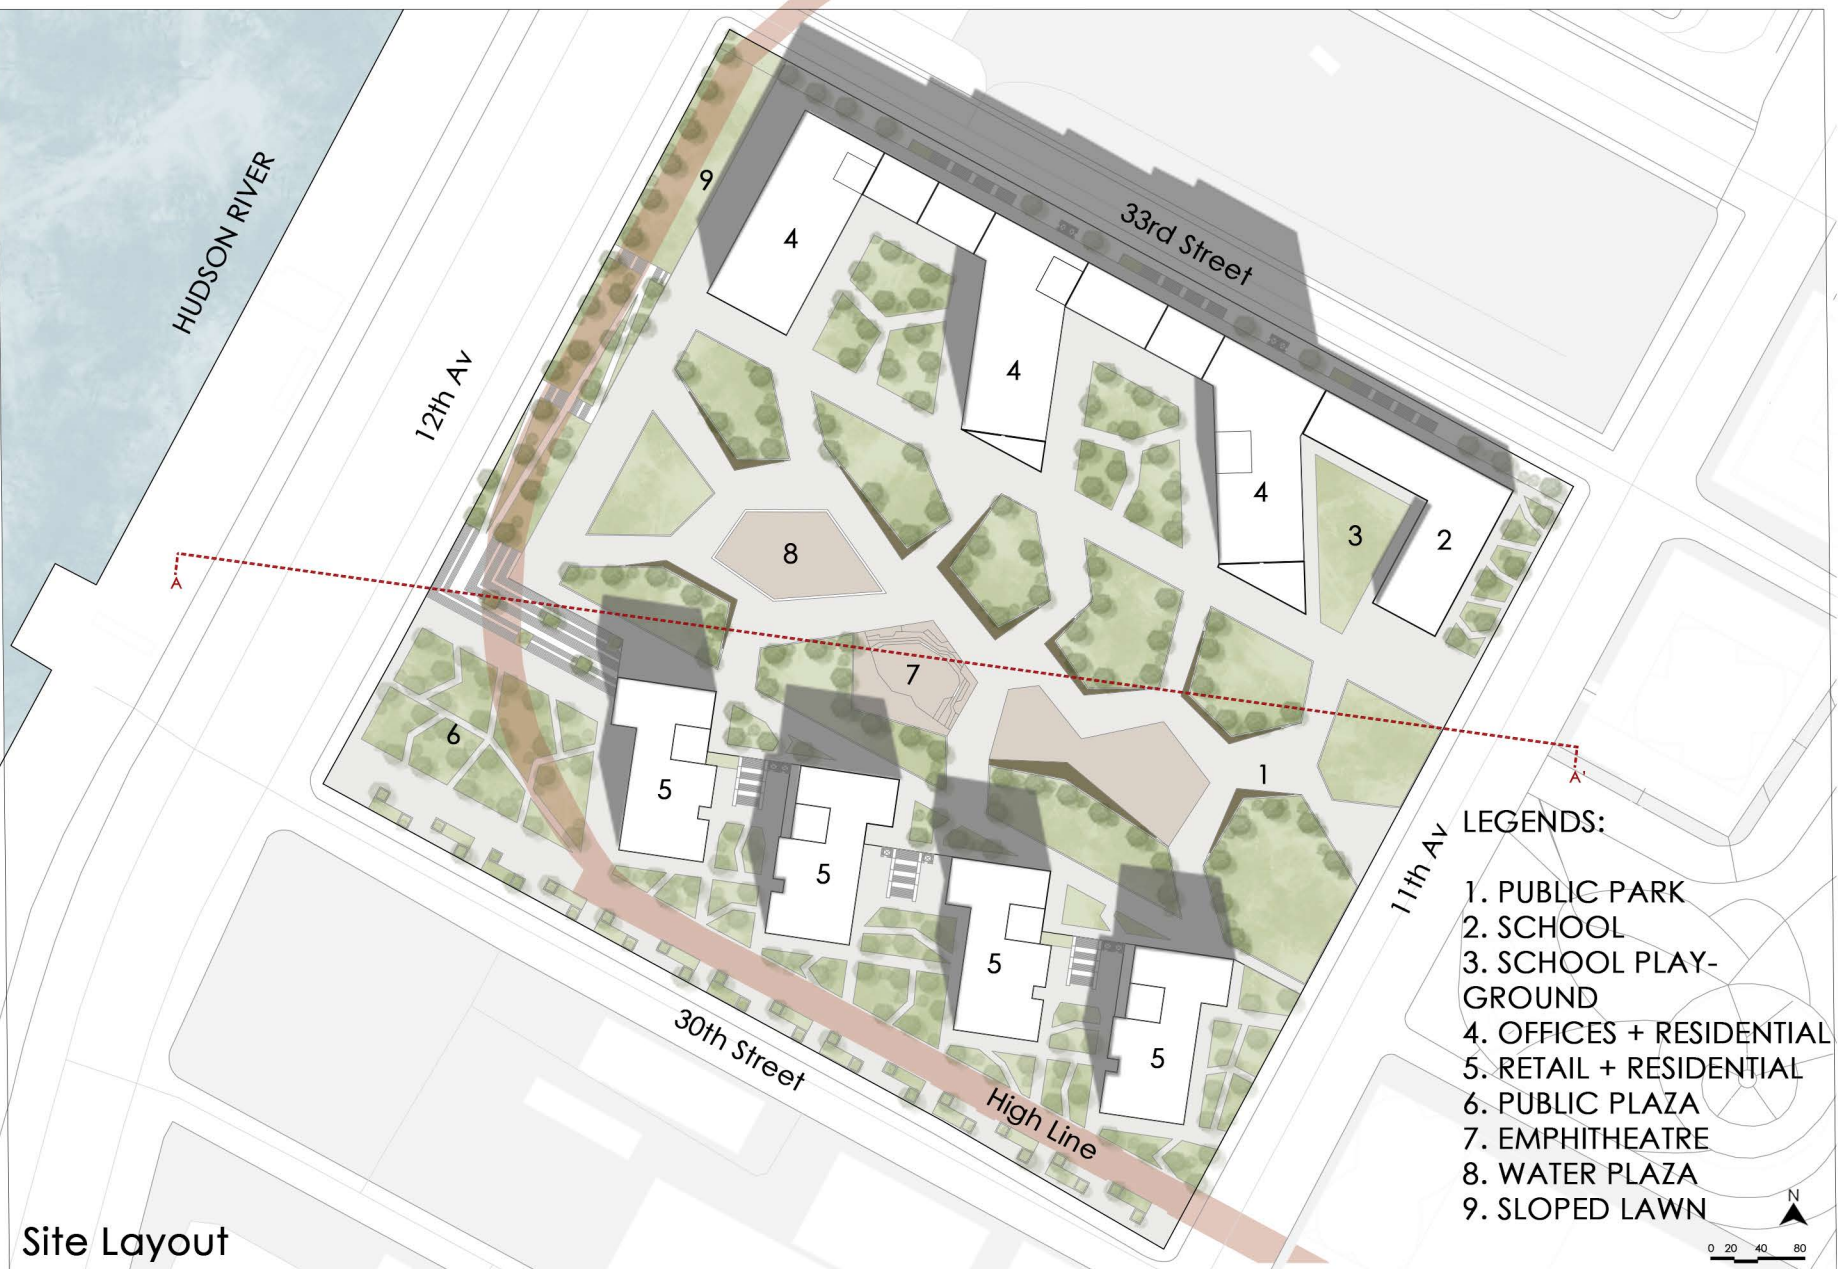 HUDSON RIVER
12th Av
33rd Street
9
4
4
4
3
2
8
7
A
A'
1
6
5
5
5
5
11th Av
30th Street
High Line
LEGENDS:
1. PUBLIC PARK
2. SCHOOL
3. SCHOOL PLAY-
GROUND
4. OFFICES + RESIDENTIAL
5. RETAIL + RESIDENTIAL
6. PUBLIC PLAZA
7. EMPHITHEATRE
8. WATER PLAZA
9. SLOPED LAWN
N
0 20 40 80
Site Layout